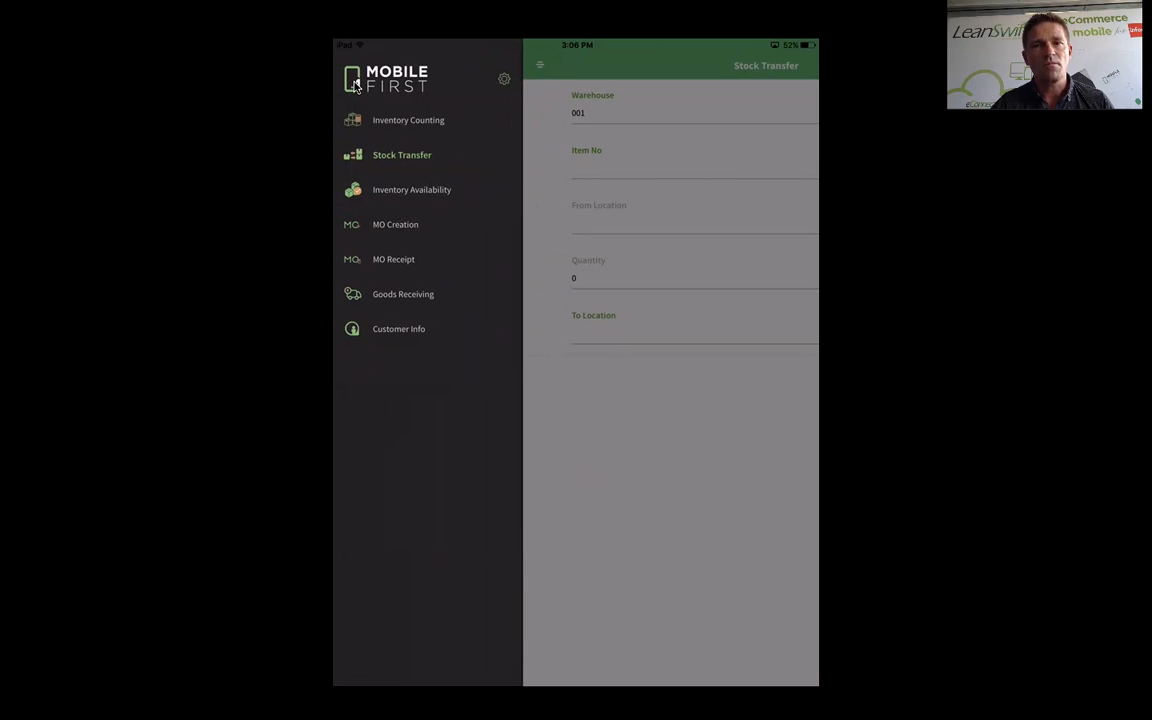 iPad
3:06 PM
52%
MOBILE
FIRST
Stock Transfer
Inventory Counting
Stock Transfer
Inventory Availability
MO Creation
MO Receipt
Goods Receiving
Customer Info
Warehouse
001
Item No
From Location
Quantity
0
To Location
LeanSwift
eCommerce
mobile